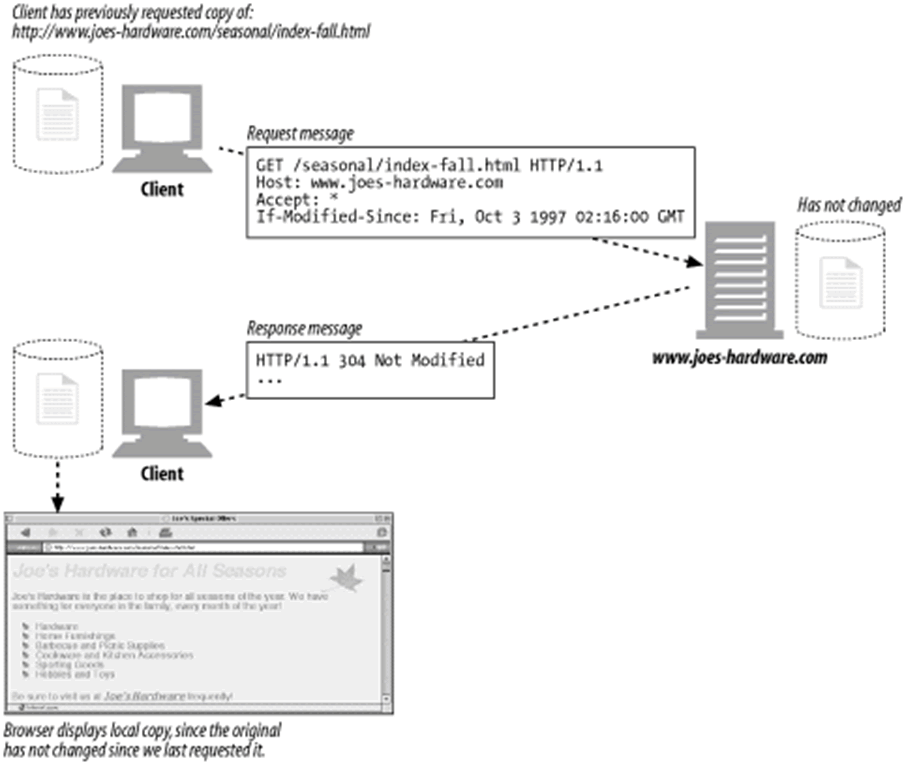 Client has previously requested copy of:
http://www.joes-hardware.com/seasonal/index-fall.html
Client
Request message
GET /seasonal/index-fall.html HTTP/1.1
Host: www.joes-hardware.com
Accept: *
If-Modified-Since: Fri, Oct 3 1997 02:16:00 GMT
Has not changed
www.joes-hardware.com
Response message
HTTP/1.1 304 Not Modified
...
Client
Joe's Special Offers
Joe's Hardware for All Seasons
Joe's Hardware is the place to shop for all seasons of the year. We have
something for everyone in the family, every month of the year!
Hardware
Home Furnishings
Barbecue and Picnic Supplies
Cookware and Kitchen Accessories
Sporting Goods
Hobbies and Toys
Be sure to visit us at Joe's Hardware frequently!
Browser displays local copy, since the original
has not changed since we last requested it.